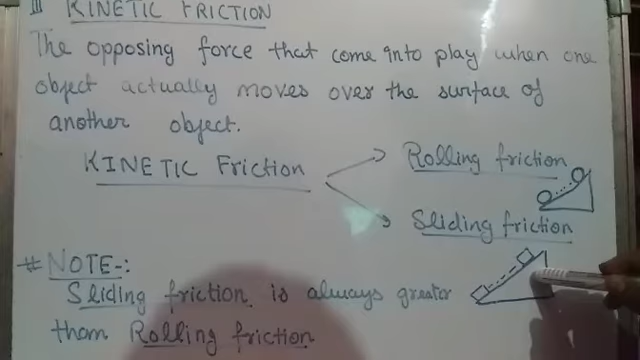 III KINETIC FRICTION
The opposing force that come into play when one
object actually moves over the surface of
another object.
KINETIC Friction
Rolling friction
Sliding friction
# NOTE-:
Sliding friction is always greater
than Rolling friction